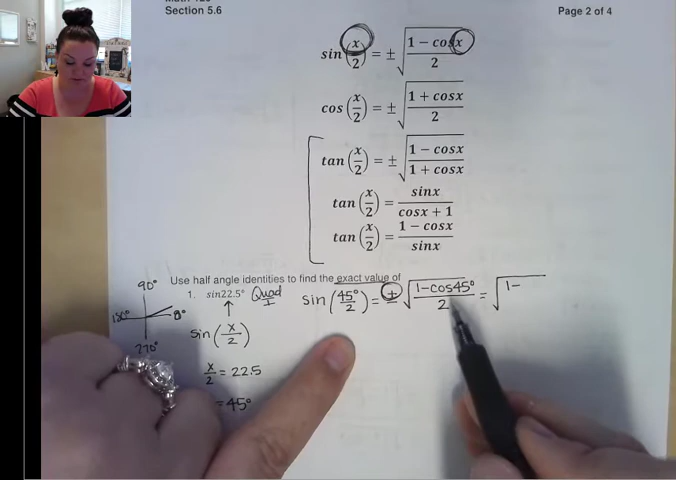 Section 5.6
Page 2 of 4
sin(x/2) = ± √((1 − cosx)/2)
cos(x/2) = ± √((1 + cosx)/2)
tan(x/2) = ± √((1 − cosx)/(1 + cosx))
tan(x/2) = sinx/(cosx + 1)
tan(x/2) = (1 − cosx)/sinx
Use half angle identities to find the exact value of
1. sin22.5° Quad I
sin(45°/2) = ± √((1−cos45°)/2) = √(1−
90°
180° 0°
270°
sin(x/2)
x/2 = 22.5
= 45°